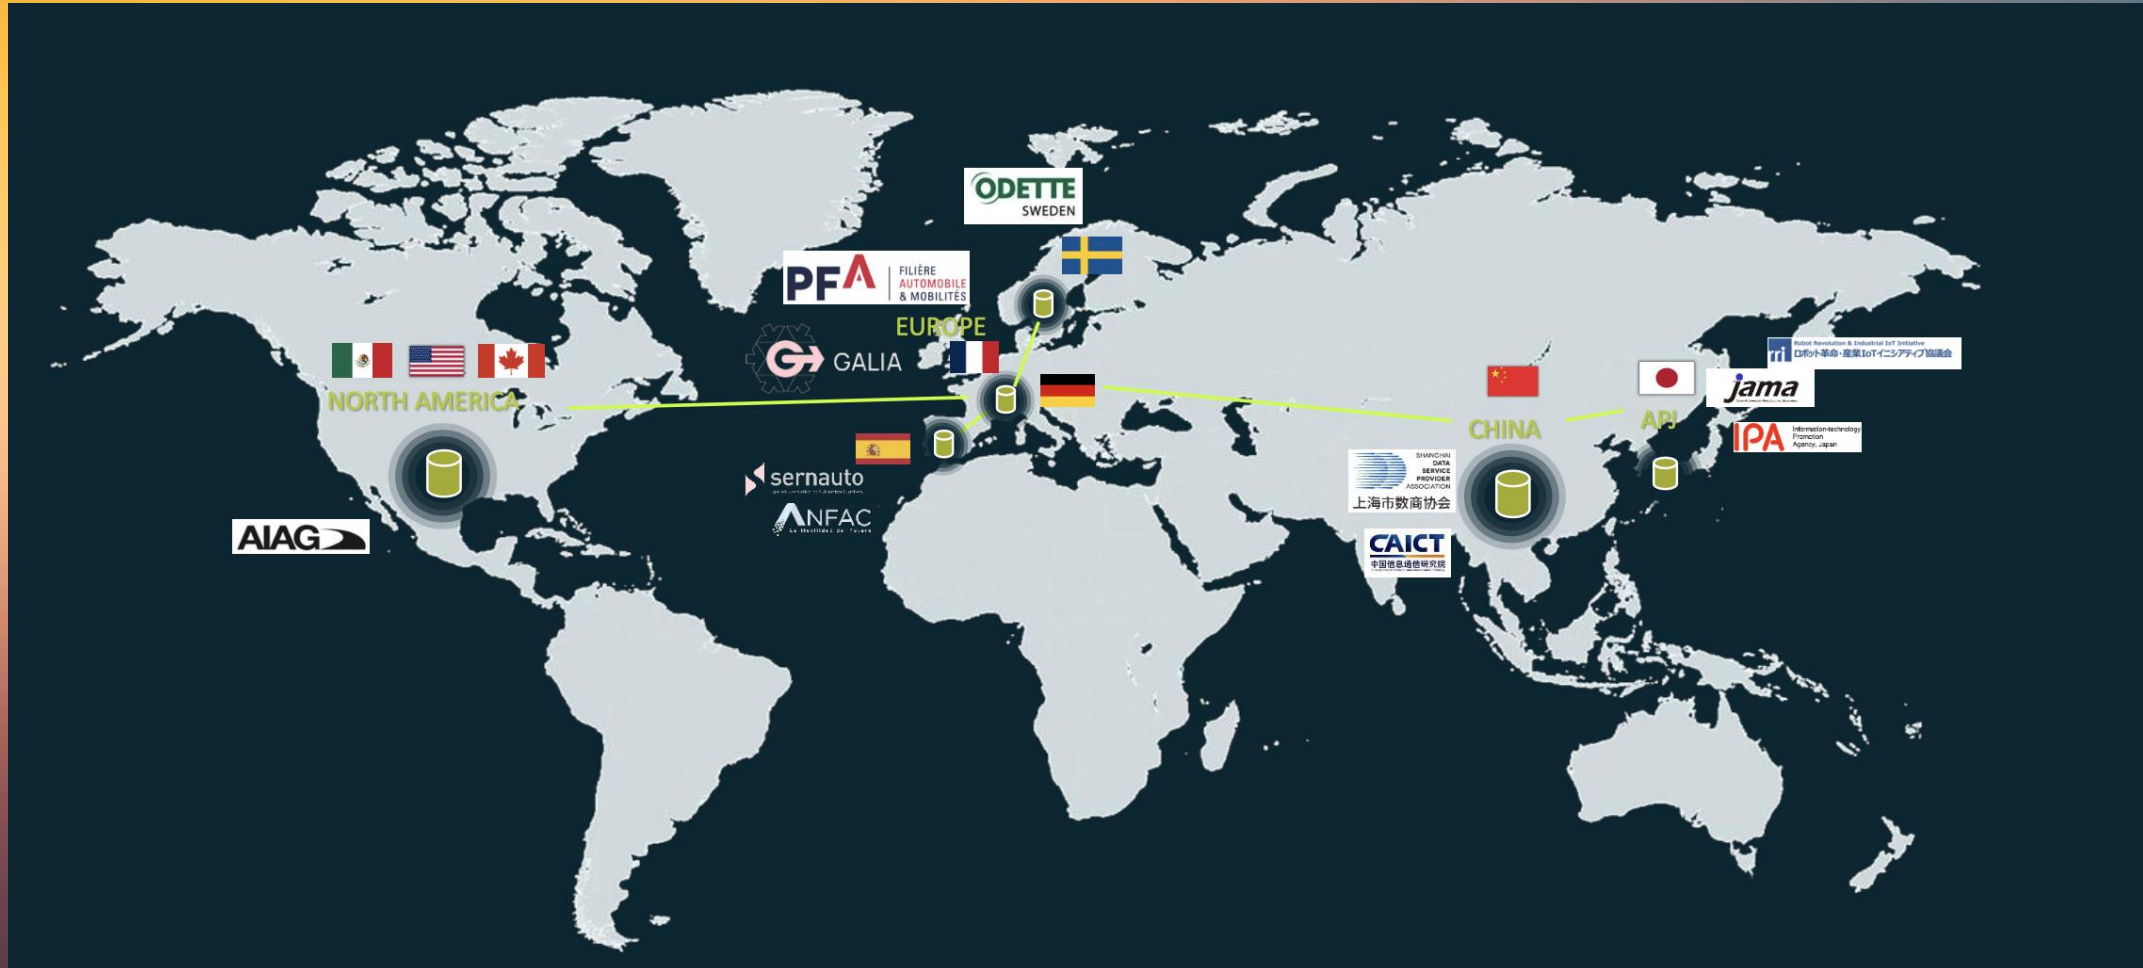 ODETTE
SWEDEN
PFA
FILIÈRE
AUTOMOBILE
& MOBILITÉS
EUROPE
GALIA
NORTH AMERICA
AIAG
sernauto
ANFAC
CHINA
SHANGHAI
DATA
SERVICE
PROVIDER
ASSOCIATION
上海市数商协会
CAICT
中国信息通信研究院
APJ
Robot Revolution & Industrial IoT Initiative
ロボット革命・産業IoTイニシアティブ協議会
jama
IPA
Information-technology
Promotion
Agency, Japan